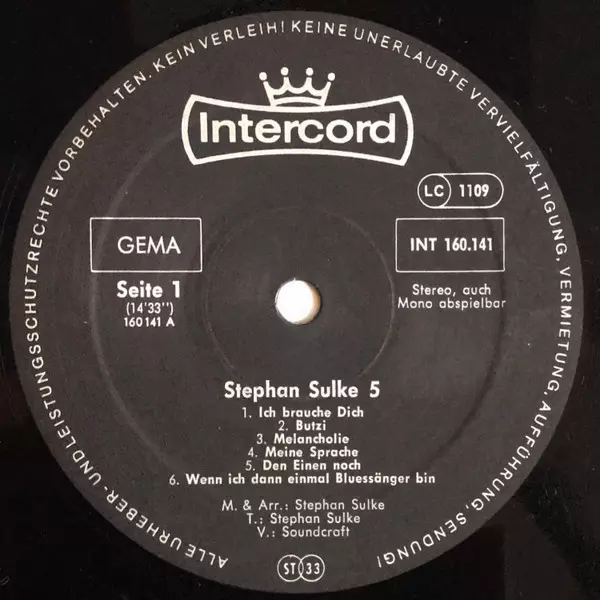 ALLE URHEBER- UND LEISTUNGSSCHUTZRECHTE VORBEHALTEN. KEIN VERLEIH! KEINE UNERLAUBTE VERVIELFÄLTIGUNG, VERMIETUNG, AUFFÜHRUNG, SENDUNG!
Intercord
LC 1109
GEMA
INT 160.141
Seite 1
(14'33")
160 141 A
Stereo, auch
Mono abspielbar
Stephan Sulke 5
1. Ich brauche Dich
2. Butzi
3. Melancholie
4. Meine Sprache
5. Den Einen noch
6. Wenn ich dann einmal Bluessänger bin
M. & Arr.: Stephan Sulke
T.: Stephan Sulke
V.: Soundcraft
ST 33